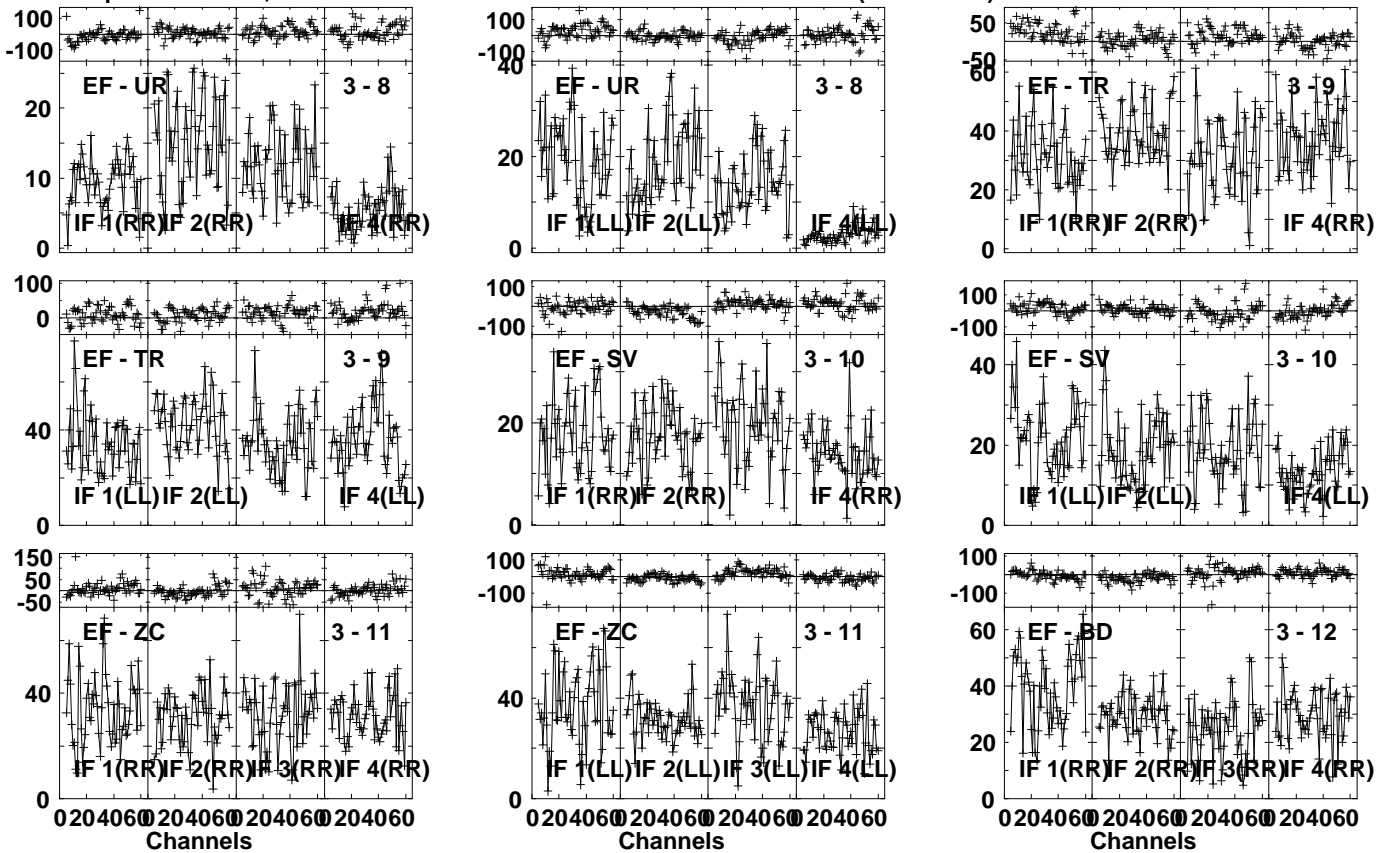 100
-100
EF - UR 3 - 8
20
10
0
IF 1(RR) IF 2(RR) IF 4(RR)
100
-100
40
EF - UR 3 - 8
20
0
IF 1(LL) IF 2(LL) IF 4(LL)
50
-50
60
EF - TR 3 - 9
40
20
0
IF 1(RR) IF 2(RR) IF 4(RR)
100
0
EF - TR 3 - 9
40
0
IF 1(LL) IF 2(LL) IF 4(LL)
100
-100
EF - SV 3 - 10
20
0
IF 1(RR) IF 2(RR) IF 4(RR)
100
-100
40
EF - SV 3 - 10
20
0
IF 1(LL) IF 2(LL) IF 4(LL)
150
50
-50
EF - ZC 3 - 11
40
0
IF 1(RR) IF 2(RR) IF 3(RR) IF 4(RR)
100
-100
EF - ZC 3 - 11
40
0
IF 1(LL) IF 2(LL) IF 3(LL) IF 4(LL)
100
-100
60
EF - BD 3 - 12
40
20
0
IF 1(RR) IF 2(RR) IF 3(RR) IF 4(RR)
0 20 40 60 0 20 40 60 0 20 40 60 0 20 40 60
Channels
0 20 40 60 0 20 40 60 0 20 40 60 0 20 40 60
Channels
0 20 40 60 0 20 40 60 0 20 40 60 0 20 40 60
Channels